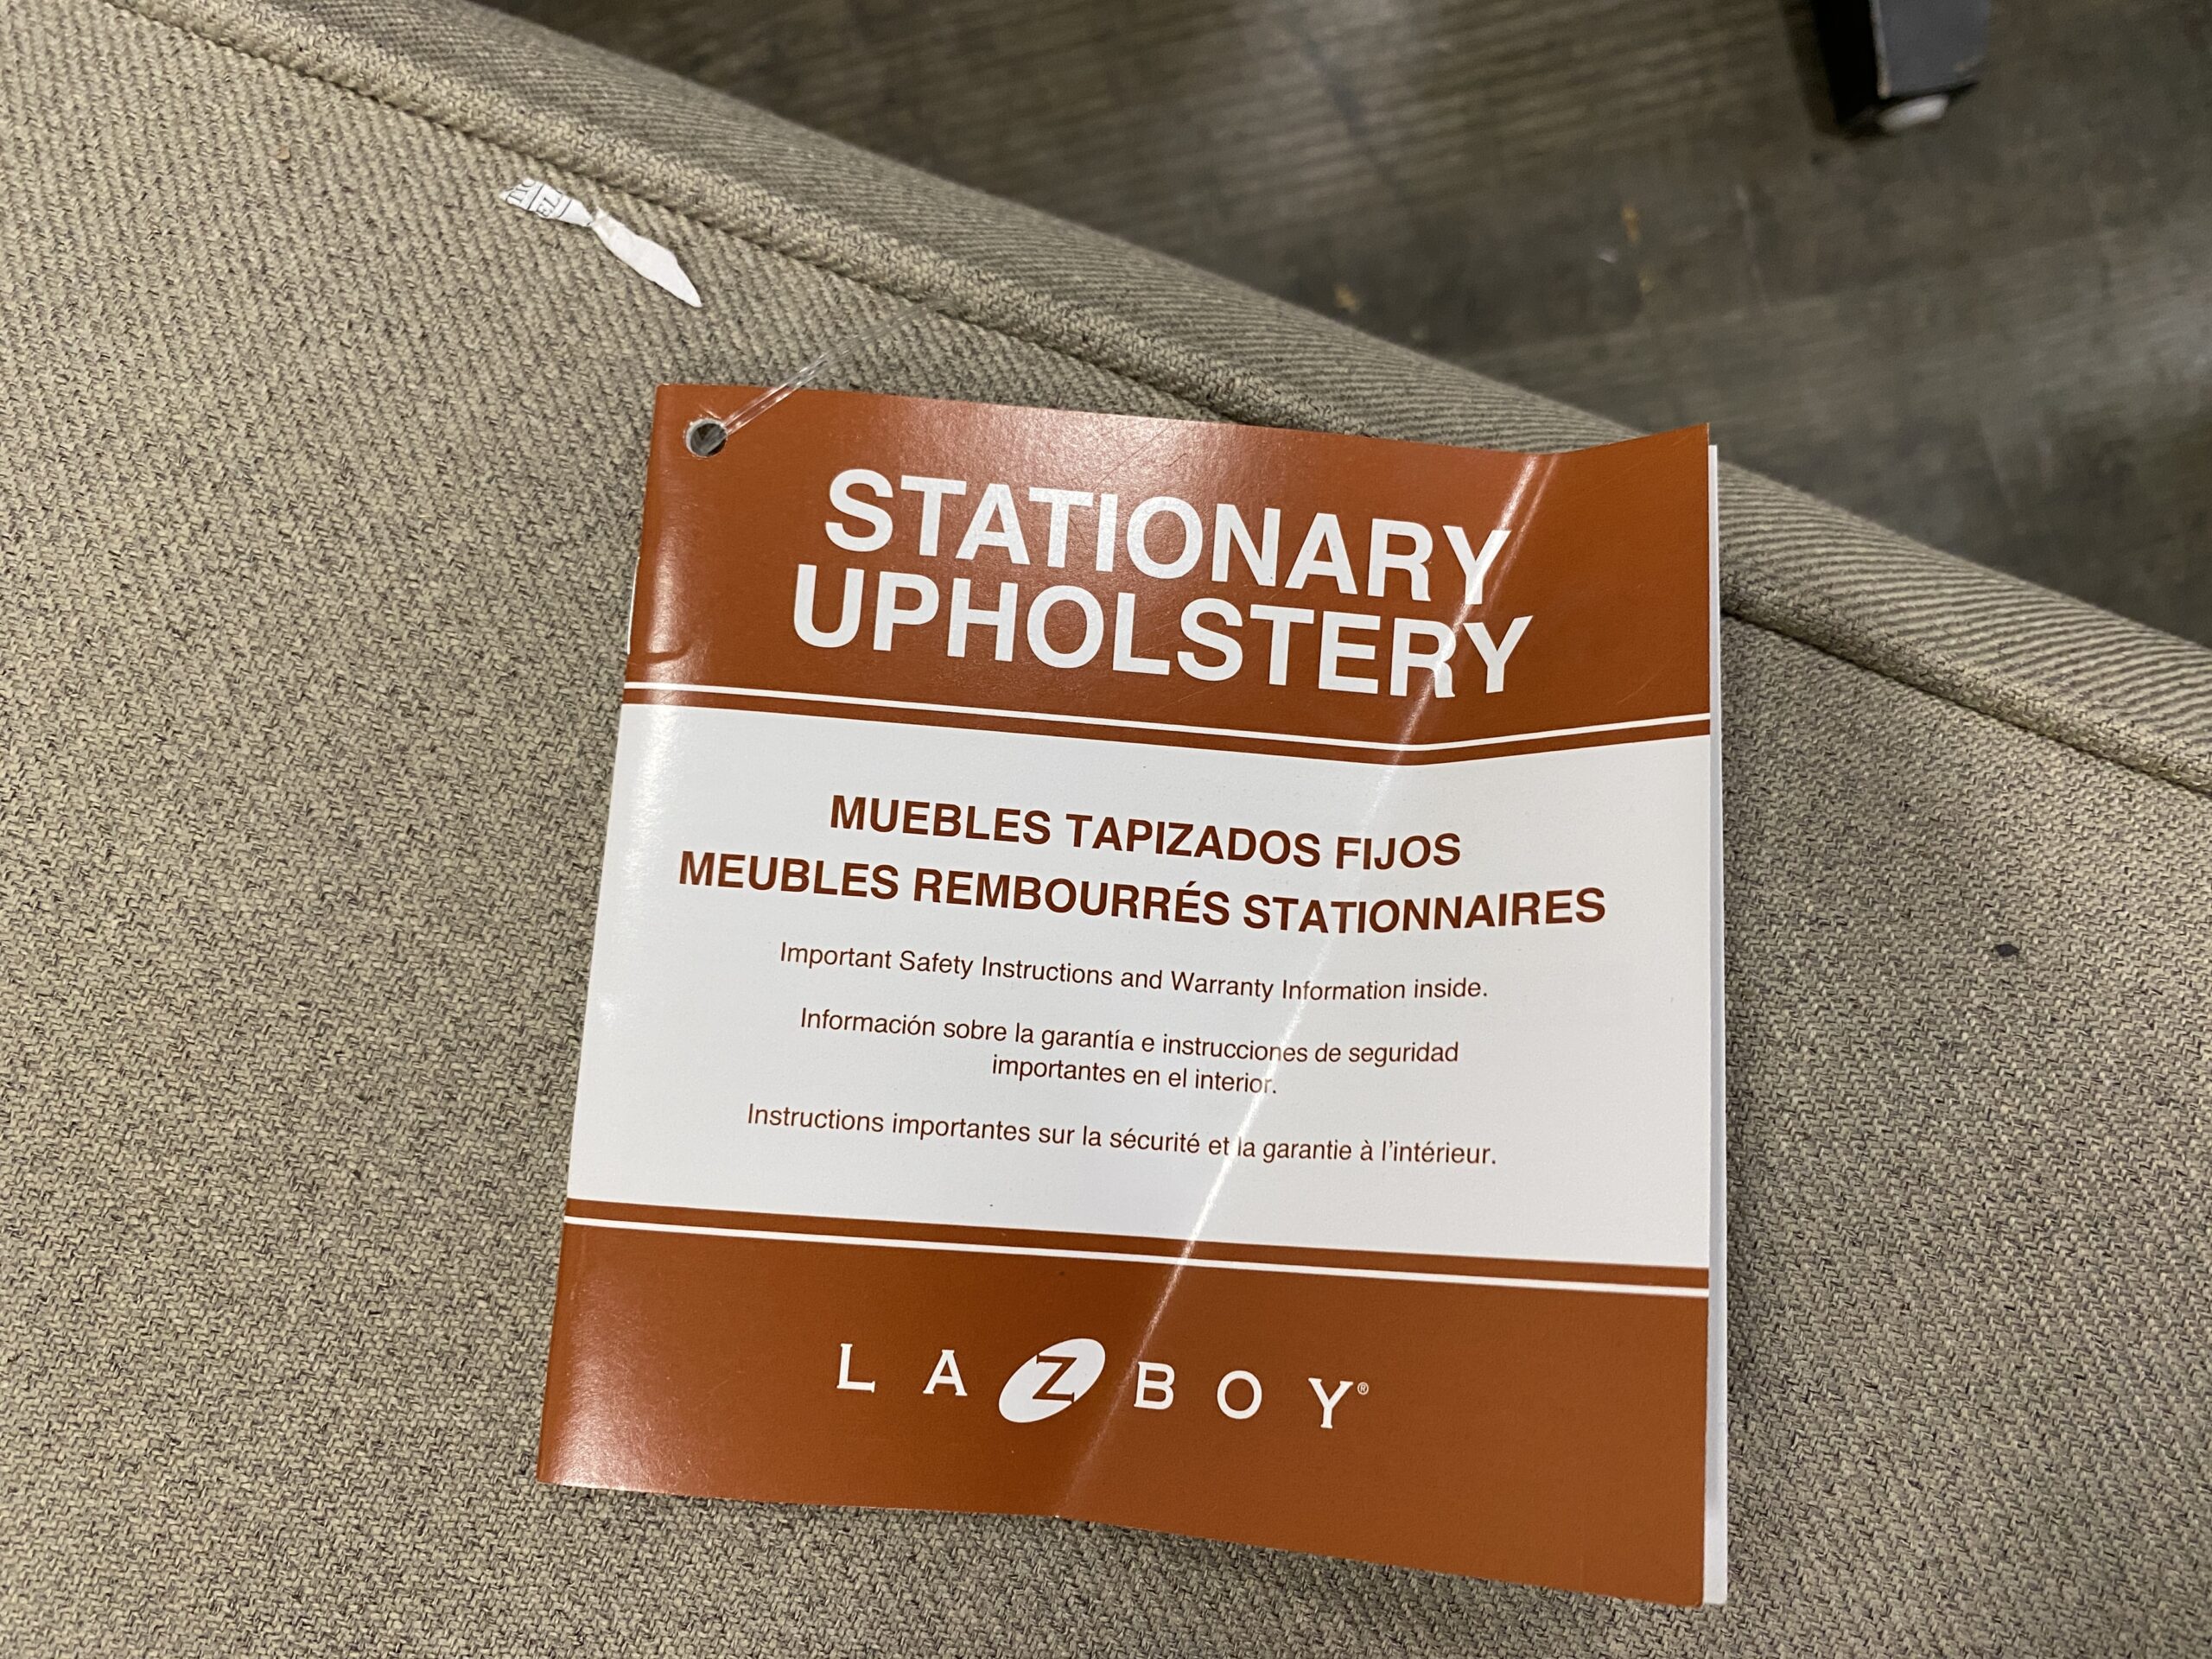 STATIONARY
UPHOLSTERY
MUEBLES TAPIZADOS FIJOS
MEUBLES REMBOURRÉS STATIONNAIRES
Important Safety Instructions and Warranty Information inside.
Información sobre la garantía e instrucciones de seguridad
importantes en el interior.
Instructions importantes sur la sécurité et la garantie à l'intérieur.
LAZBOY®